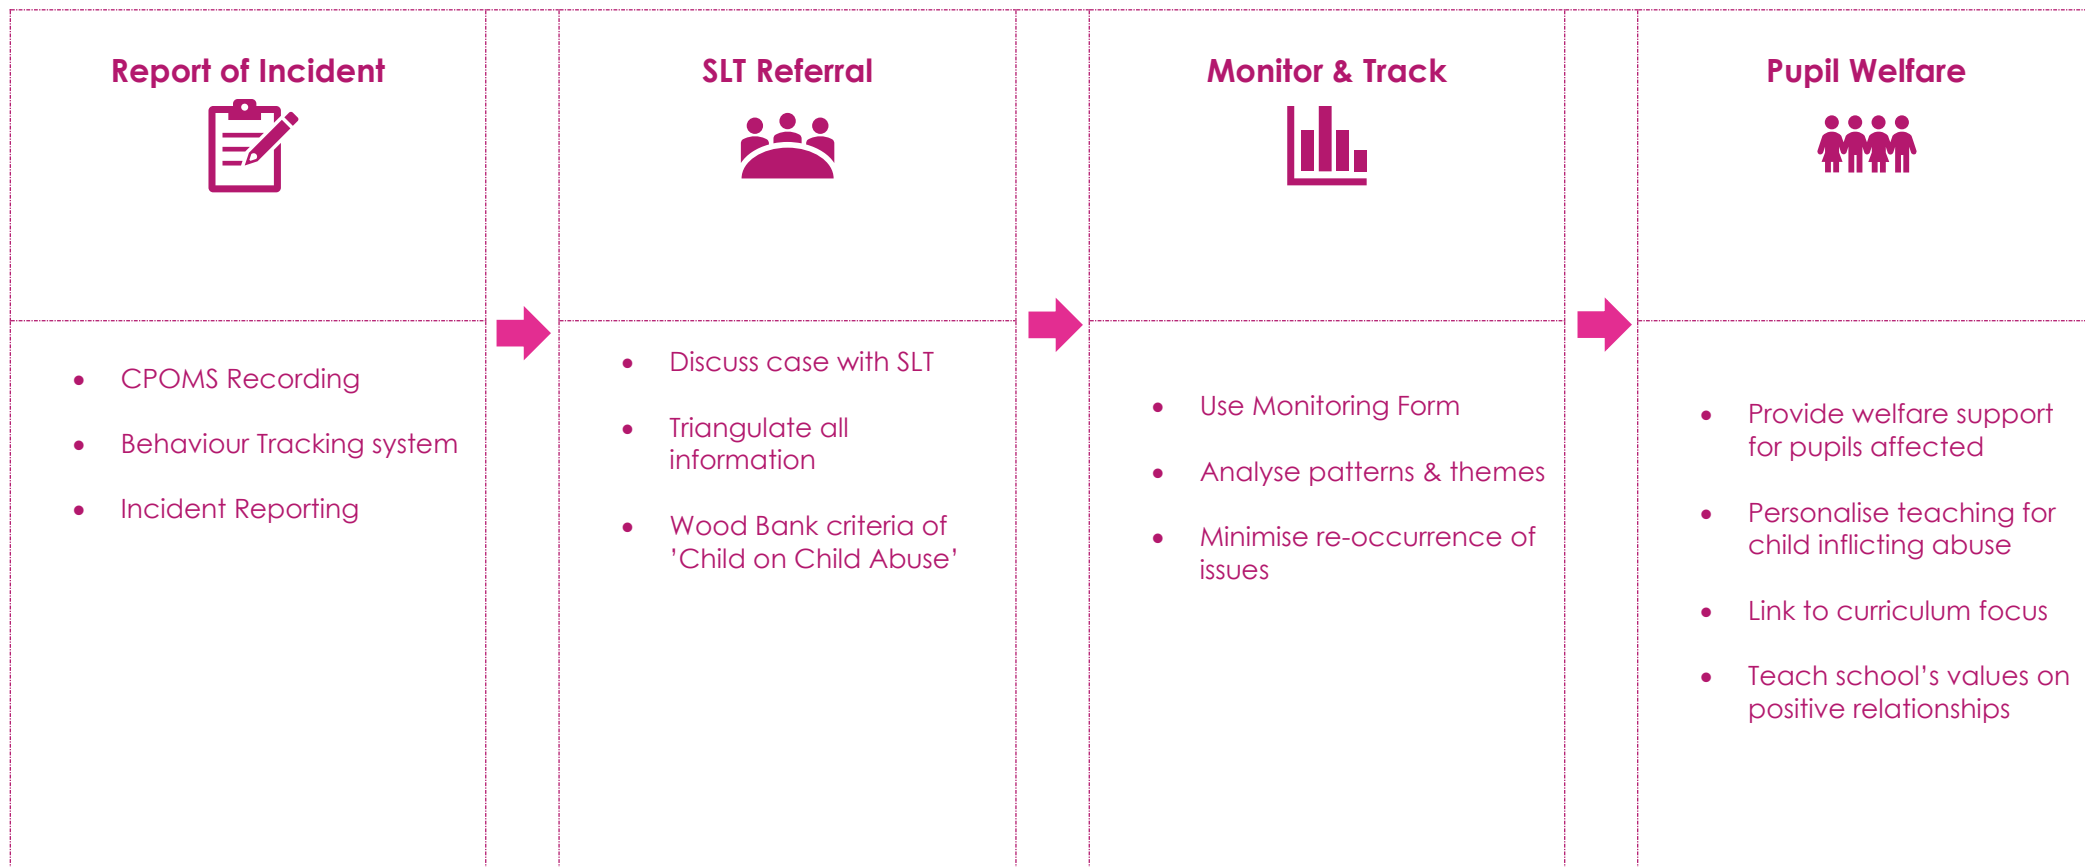 Report of Incident
• CPOMS Recording
• Behaviour Tracking system
• Incident Reporting
SLT Referral
• Discuss case with SLT
• Triangulate all
information
• Wood Bank criteria of
’Child on Child Abuse’
Monitor & Track
• Use Monitoring Form
• Analyse patterns & themes
• Minimise re-occurrence of
issues
Pupil Welfare
• Provide welfare support
for pupils affected
• Personalise teaching for
child inflicting abuse
• Link to curriculum focus
• Teach school’s values on
positive relationships